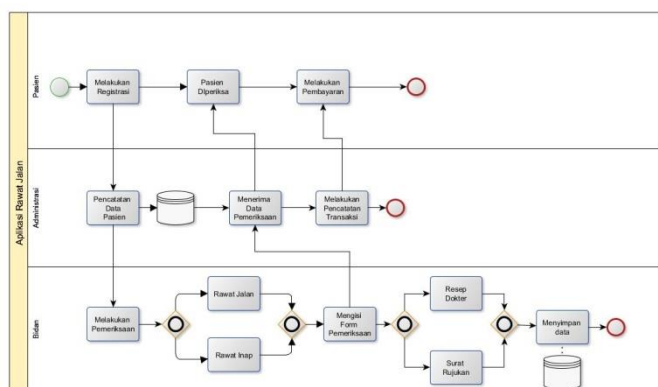 Aplikasi Rawat Jalan
Pasien
Melakukan
Registrasi
Pasien
DIperiksa
Melakukan
Pembayaran
Administrasi
Pencatatan
Data
Pasien
Menerima
Data
Pemeriksaan
Melakukan
Pencatatan
Transaksi
Bidan
Melakukan
Pemeriksaan
Rawat Jalan
Rawat Inap
Mengisi
Form
Pemeriksaan
Resep
Dokter
Surat
Rujukan
Menyimpan
data